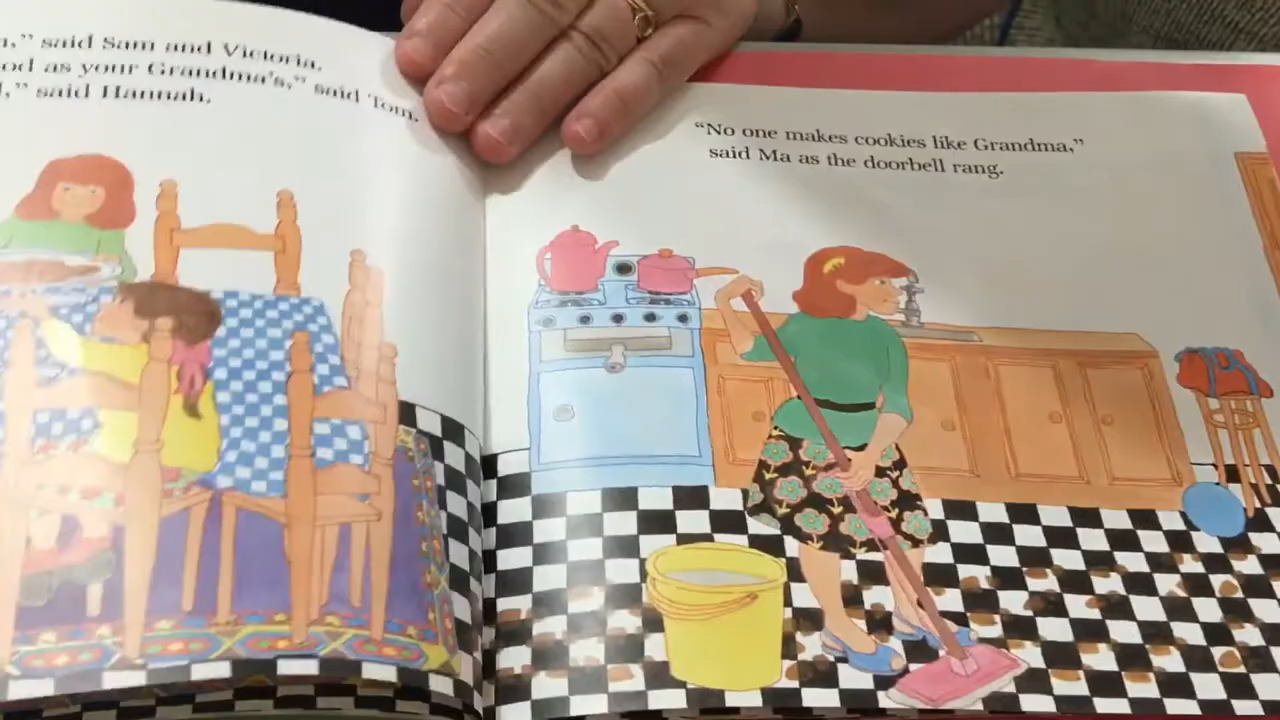 ," said Sam and Victoria.
od as your Grandma's," said Tom.
," said Hannah.
"No one makes cookies like Grandma,"
said Ma as the doorbell rang.